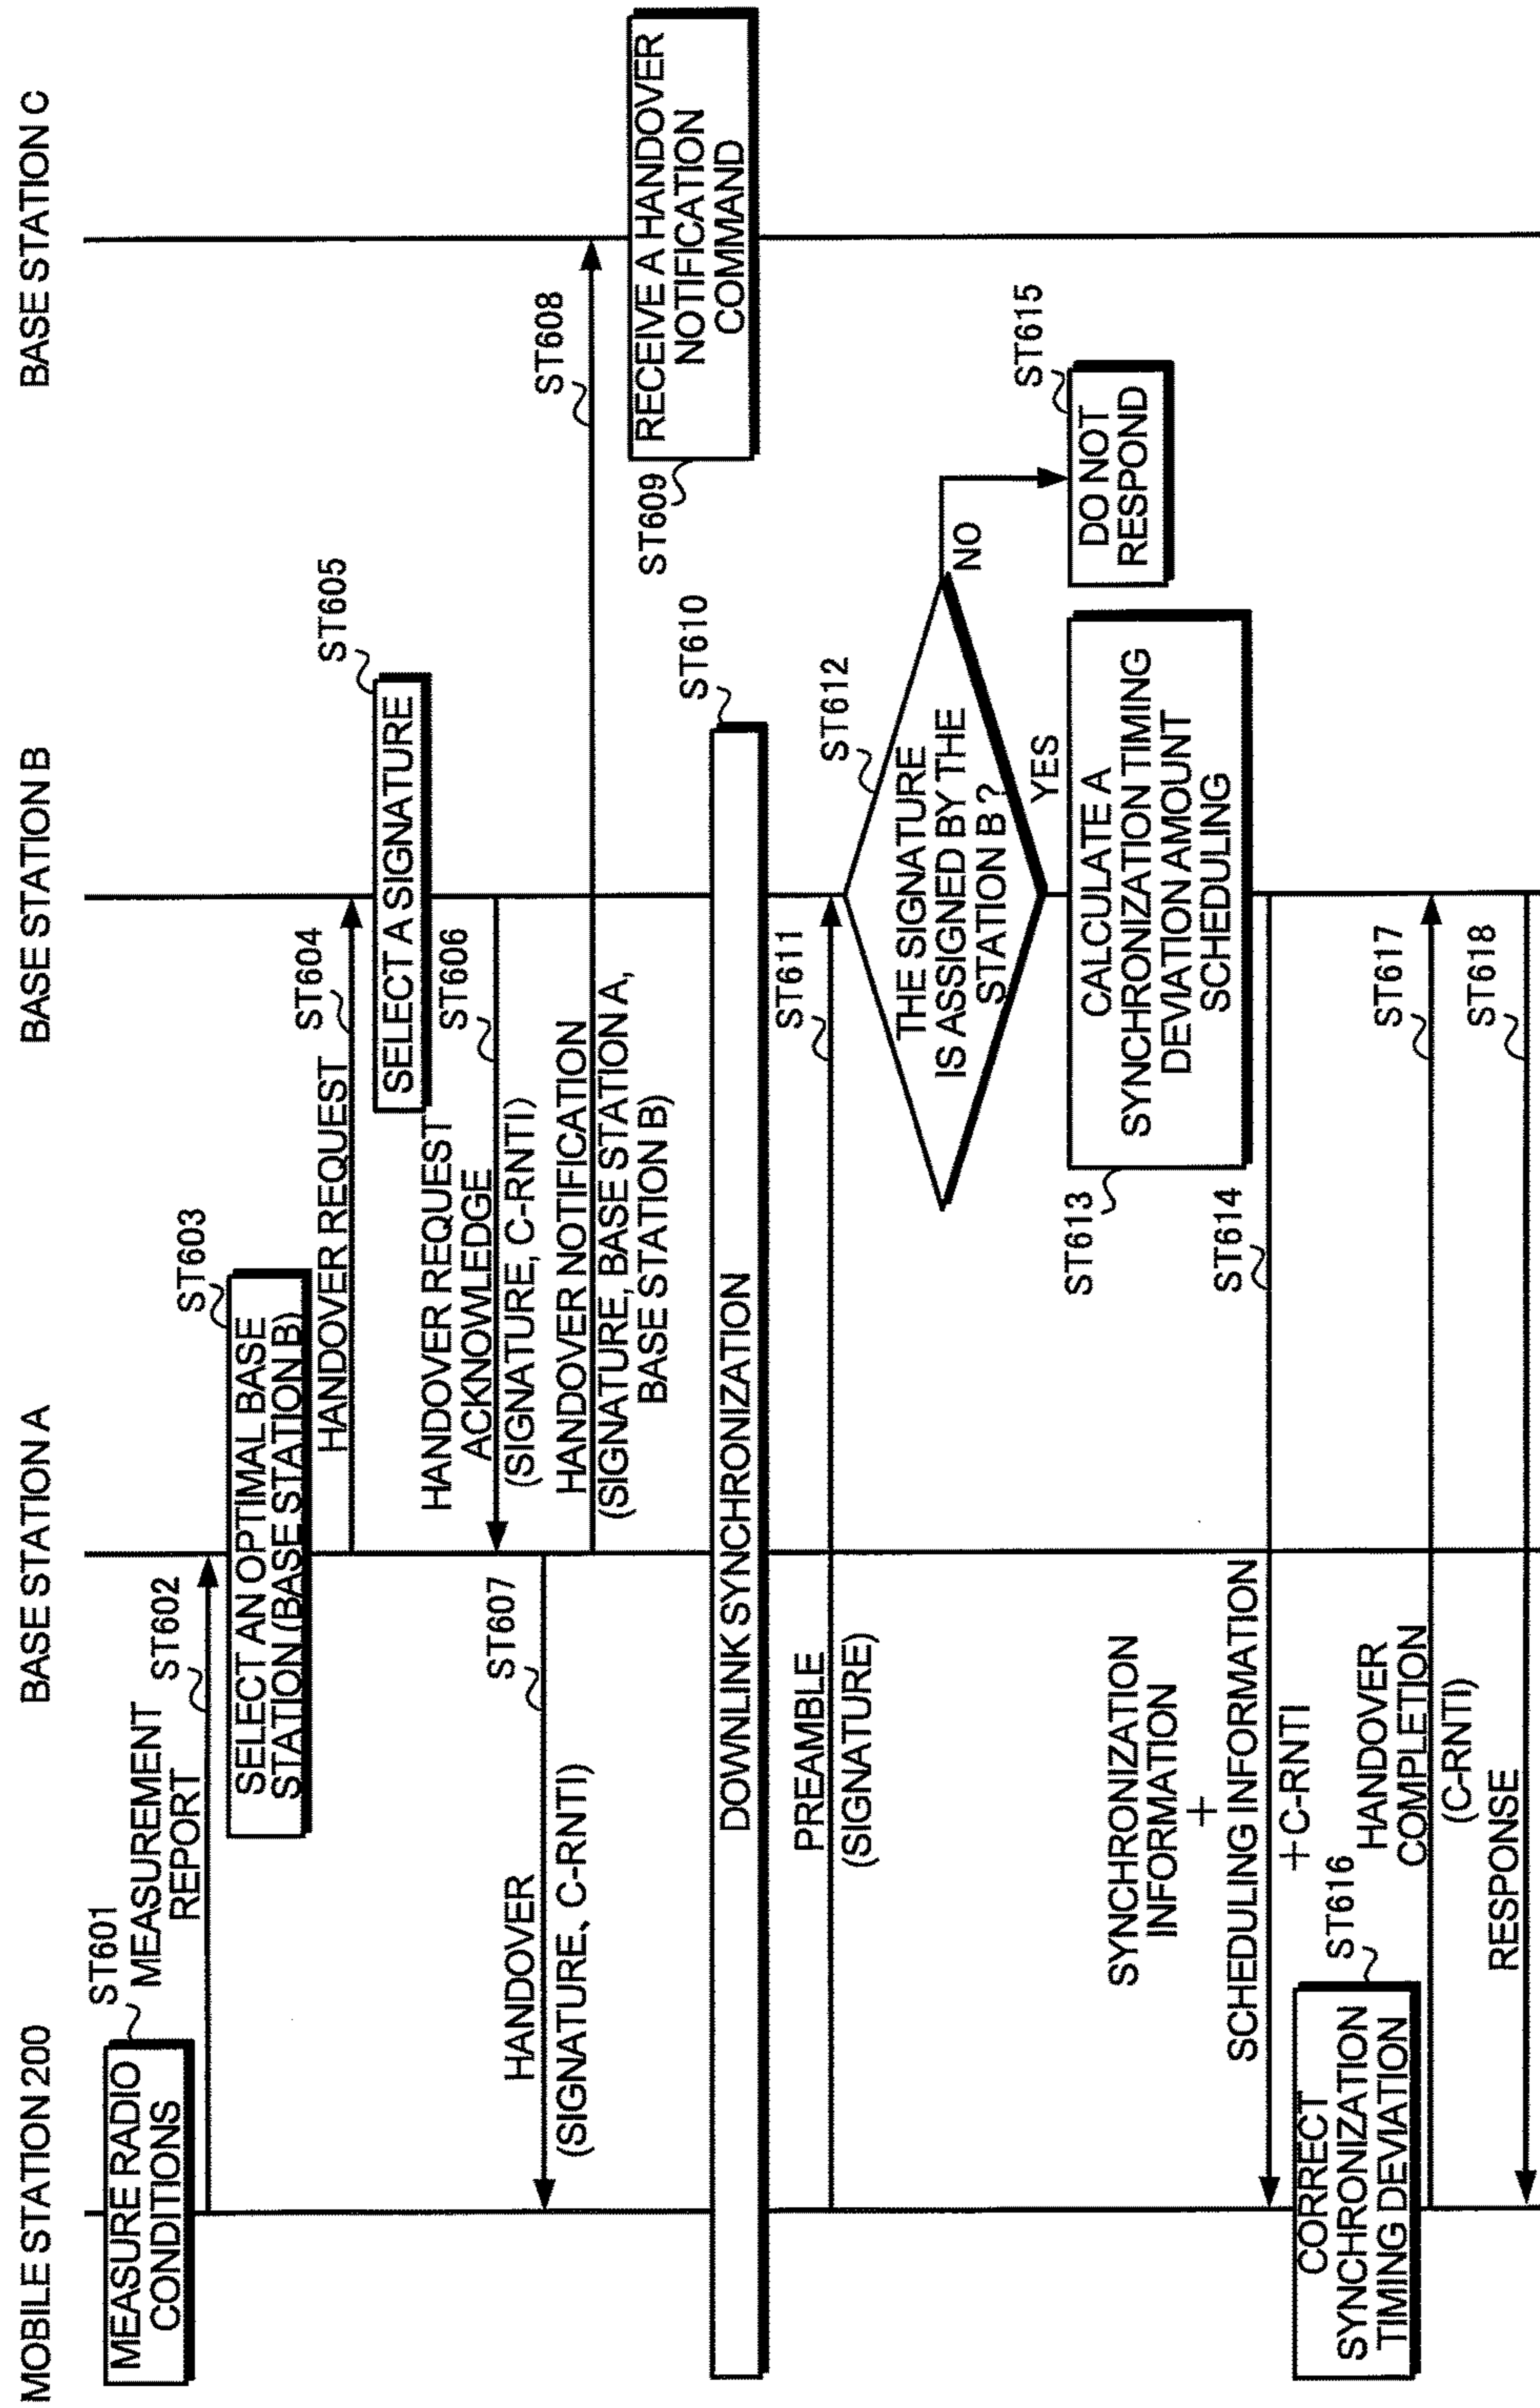 MOBILE STATION 200
BASE STATION A
BASE STATION B
BASE STATION C
ST601
MEASURE RADIO
CONDITIONS
MEASUREMENT
REPORT
ST602
ST603
SELECT AN OPTIMAL BASE
STATION (BASE STATION B)
HANDOVER REQUEST
ST604
ST605
SELECT A SIGNATURE
HANDOVER REQUEST
ACKNOWLEDGE
(SIGNATURE, C-RNTI)
ST606
HANDOVER
(SIGNATURE、C-RNTI)
ST607
HANDOVER NOTIFICATION
(SIGNATURE, BASE STATION A,
BASE STATION B)
ST608
ST609
RECEIVE A HANDOVER
NOTIFICATION
COMMAND
ST610
DOWNLINK SYNCHRONIZATION
PREAMBLE
(SIGNATURE)
ST611
ST612
THE SIGNATURE
IS ASSIGNED BY THE
STATION B ?
NO
YES
ST615
DO NOT
RESPOND
ST613
CALCULATE A
SYNCHRONIZATION TIMING
DEVIATION AMOUNT
SCHEDULING
ST614
SYNCHRONIZATION
INFORMATION
+
SCHEDULING INFORMATION
+C-RNTI
ST616
CORRECT
SYNCHRONIZATION
TIMING DEVIATION
HANDOVER
COMPLETION
(C-RNTI)
ST617
RESPONSE
ST618